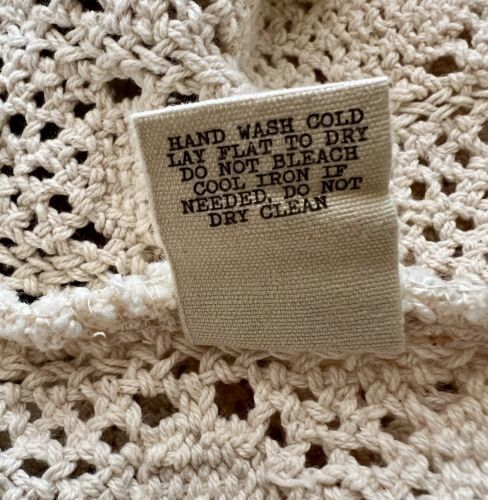 HAND WASH COLD
LAY FLAT TO DRY
DO NOT BLEACH
COOL IRON IF
NEEDED, DO NOT
DRY CLEAN